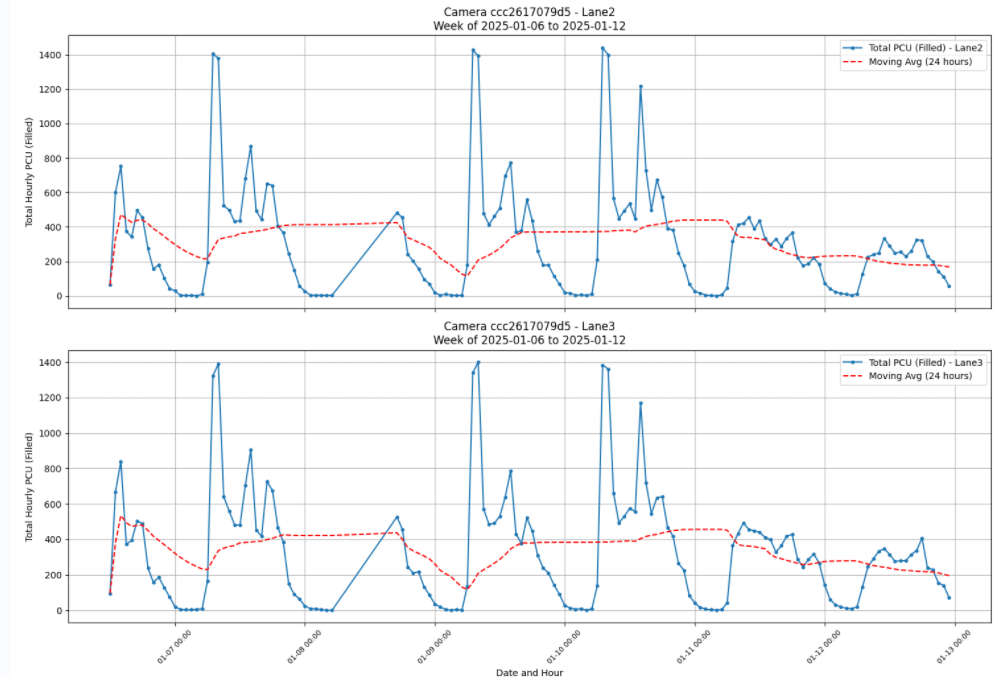 Camera ccc2617079d5 - Lane2
Week of 2025-01-06 to 2025-01-12
Total Hourly PCU (Filled)
1400
1200
1000
800
600
400
200
0
Total PCU (Filled) - Lane2
Moving Avg (24 hours)
Camera ccc2617079d5 - Lane3
Week of 2025-01-06 to 2025-01-12
Total Hourly PCU (Filled)
1400
1200
1000
800
600
400
200
0
Total PCU (Filled) - Lane3
Moving Avg (24 hours)
01-07 00:00
01-08 00:00
01-09 00:00
01-10 00:00
01-11 00:00
01-12 00:00
01-13 00:00
Date and Hour